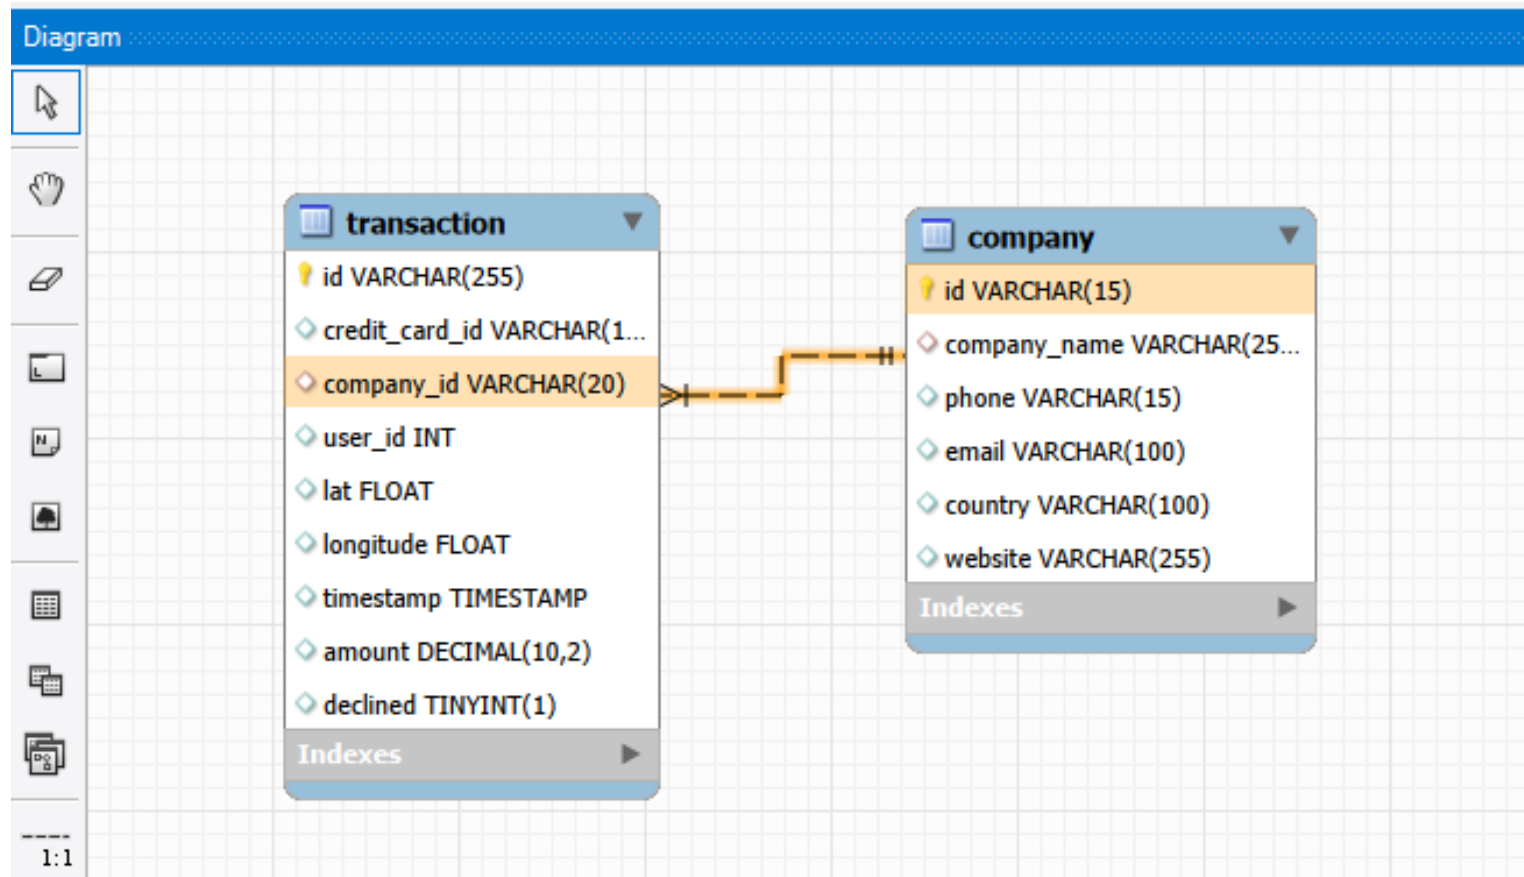 Diagram
transaction
id VARCHAR(255)
credit_card_id VARCHAR(1...
company_id VARCHAR(20)
user_id INT
lat FLOAT
longitude FLOAT
timestamp TIMESTAMP
amount DECIMAL(10,2)
declined TINYINT(1)
Indexes
company
id VARCHAR(15)
company_name VARCHAR(25...
phone VARCHAR(15)
email VARCHAR(100)
country VARCHAR(100)
website VARCHAR(255)
Indexes
L
N
1:1